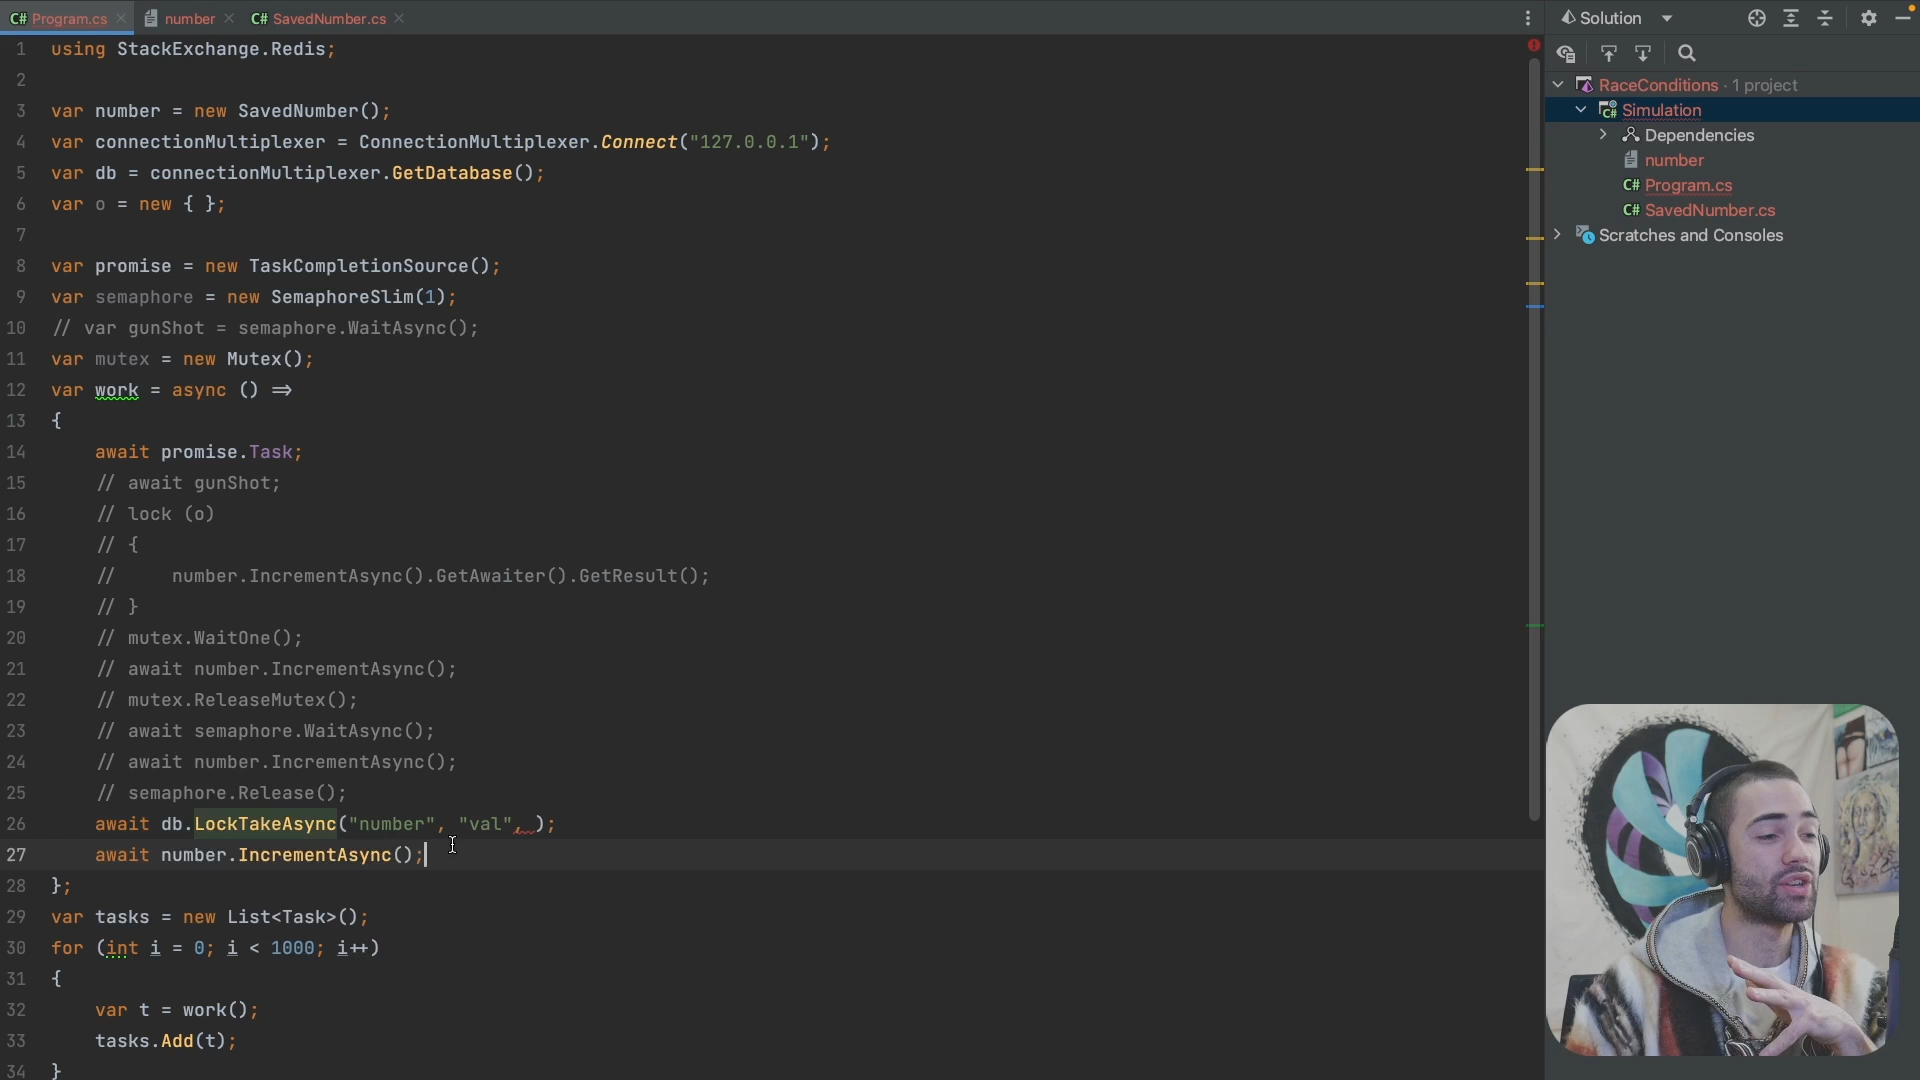 Program.cs
number
SavedNumber.cs
Solution
1 using StackExchange.Redis;
2
3 var number = new SavedNumber();
4 var connectionMultiplexer = ConnectionMultiplexer.Connect("127.0.0.1");
5 var db = connectionMultiplexer.GetDatabase();
6 var o = new { };
7
8 var promise = new TaskCompletionSource();
9 var semaphore = new SemaphoreSlim(1);
10 // var gunShot = semaphore.WaitAsync();
11 var mutex = new Mutex();
12 var work = async () =>
13 {
14 await promise.Task;
15 // await gunShot;
16 // lock (o)
17 // {
18 // number.IncrementAsync().GetAwaiter().GetResult();
19 // }
20 // mutex.WaitOne();
21 // await number.IncrementAsync();
22 // mutex.ReleaseMutex();
23 // await semaphore.WaitAsync();
24 // await number.IncrementAsync();
25 // semaphore.Release();
26 await db.LockTakeAsync("number", "val", );
27 await number.IncrementAsync();
28 };
29 var tasks = new List<Task>();
30 for (int i = 0; i < 1000; i++)
31 {
32 var t = work();
33 tasks.Add(t);
34 }
RaceConditions · 1 project
Simulation
Dependencies
number
C# Program.cs
C# SavedNumber.cs
Scratches and Consoles